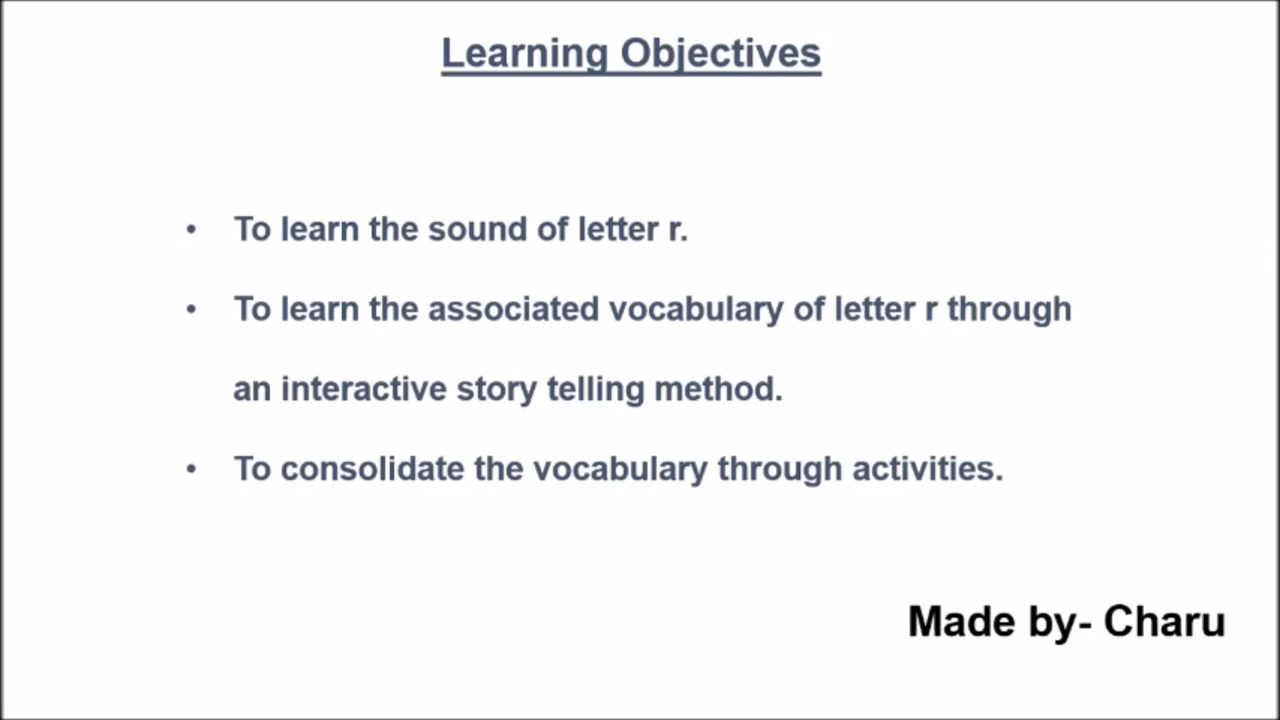 Learning Objectives
• To learn the sound of letter r.
• To learn the associated vocabulary of letter r through
an interactive story telling method.
• To consolidate the vocabulary through activities.
Made by- Charu